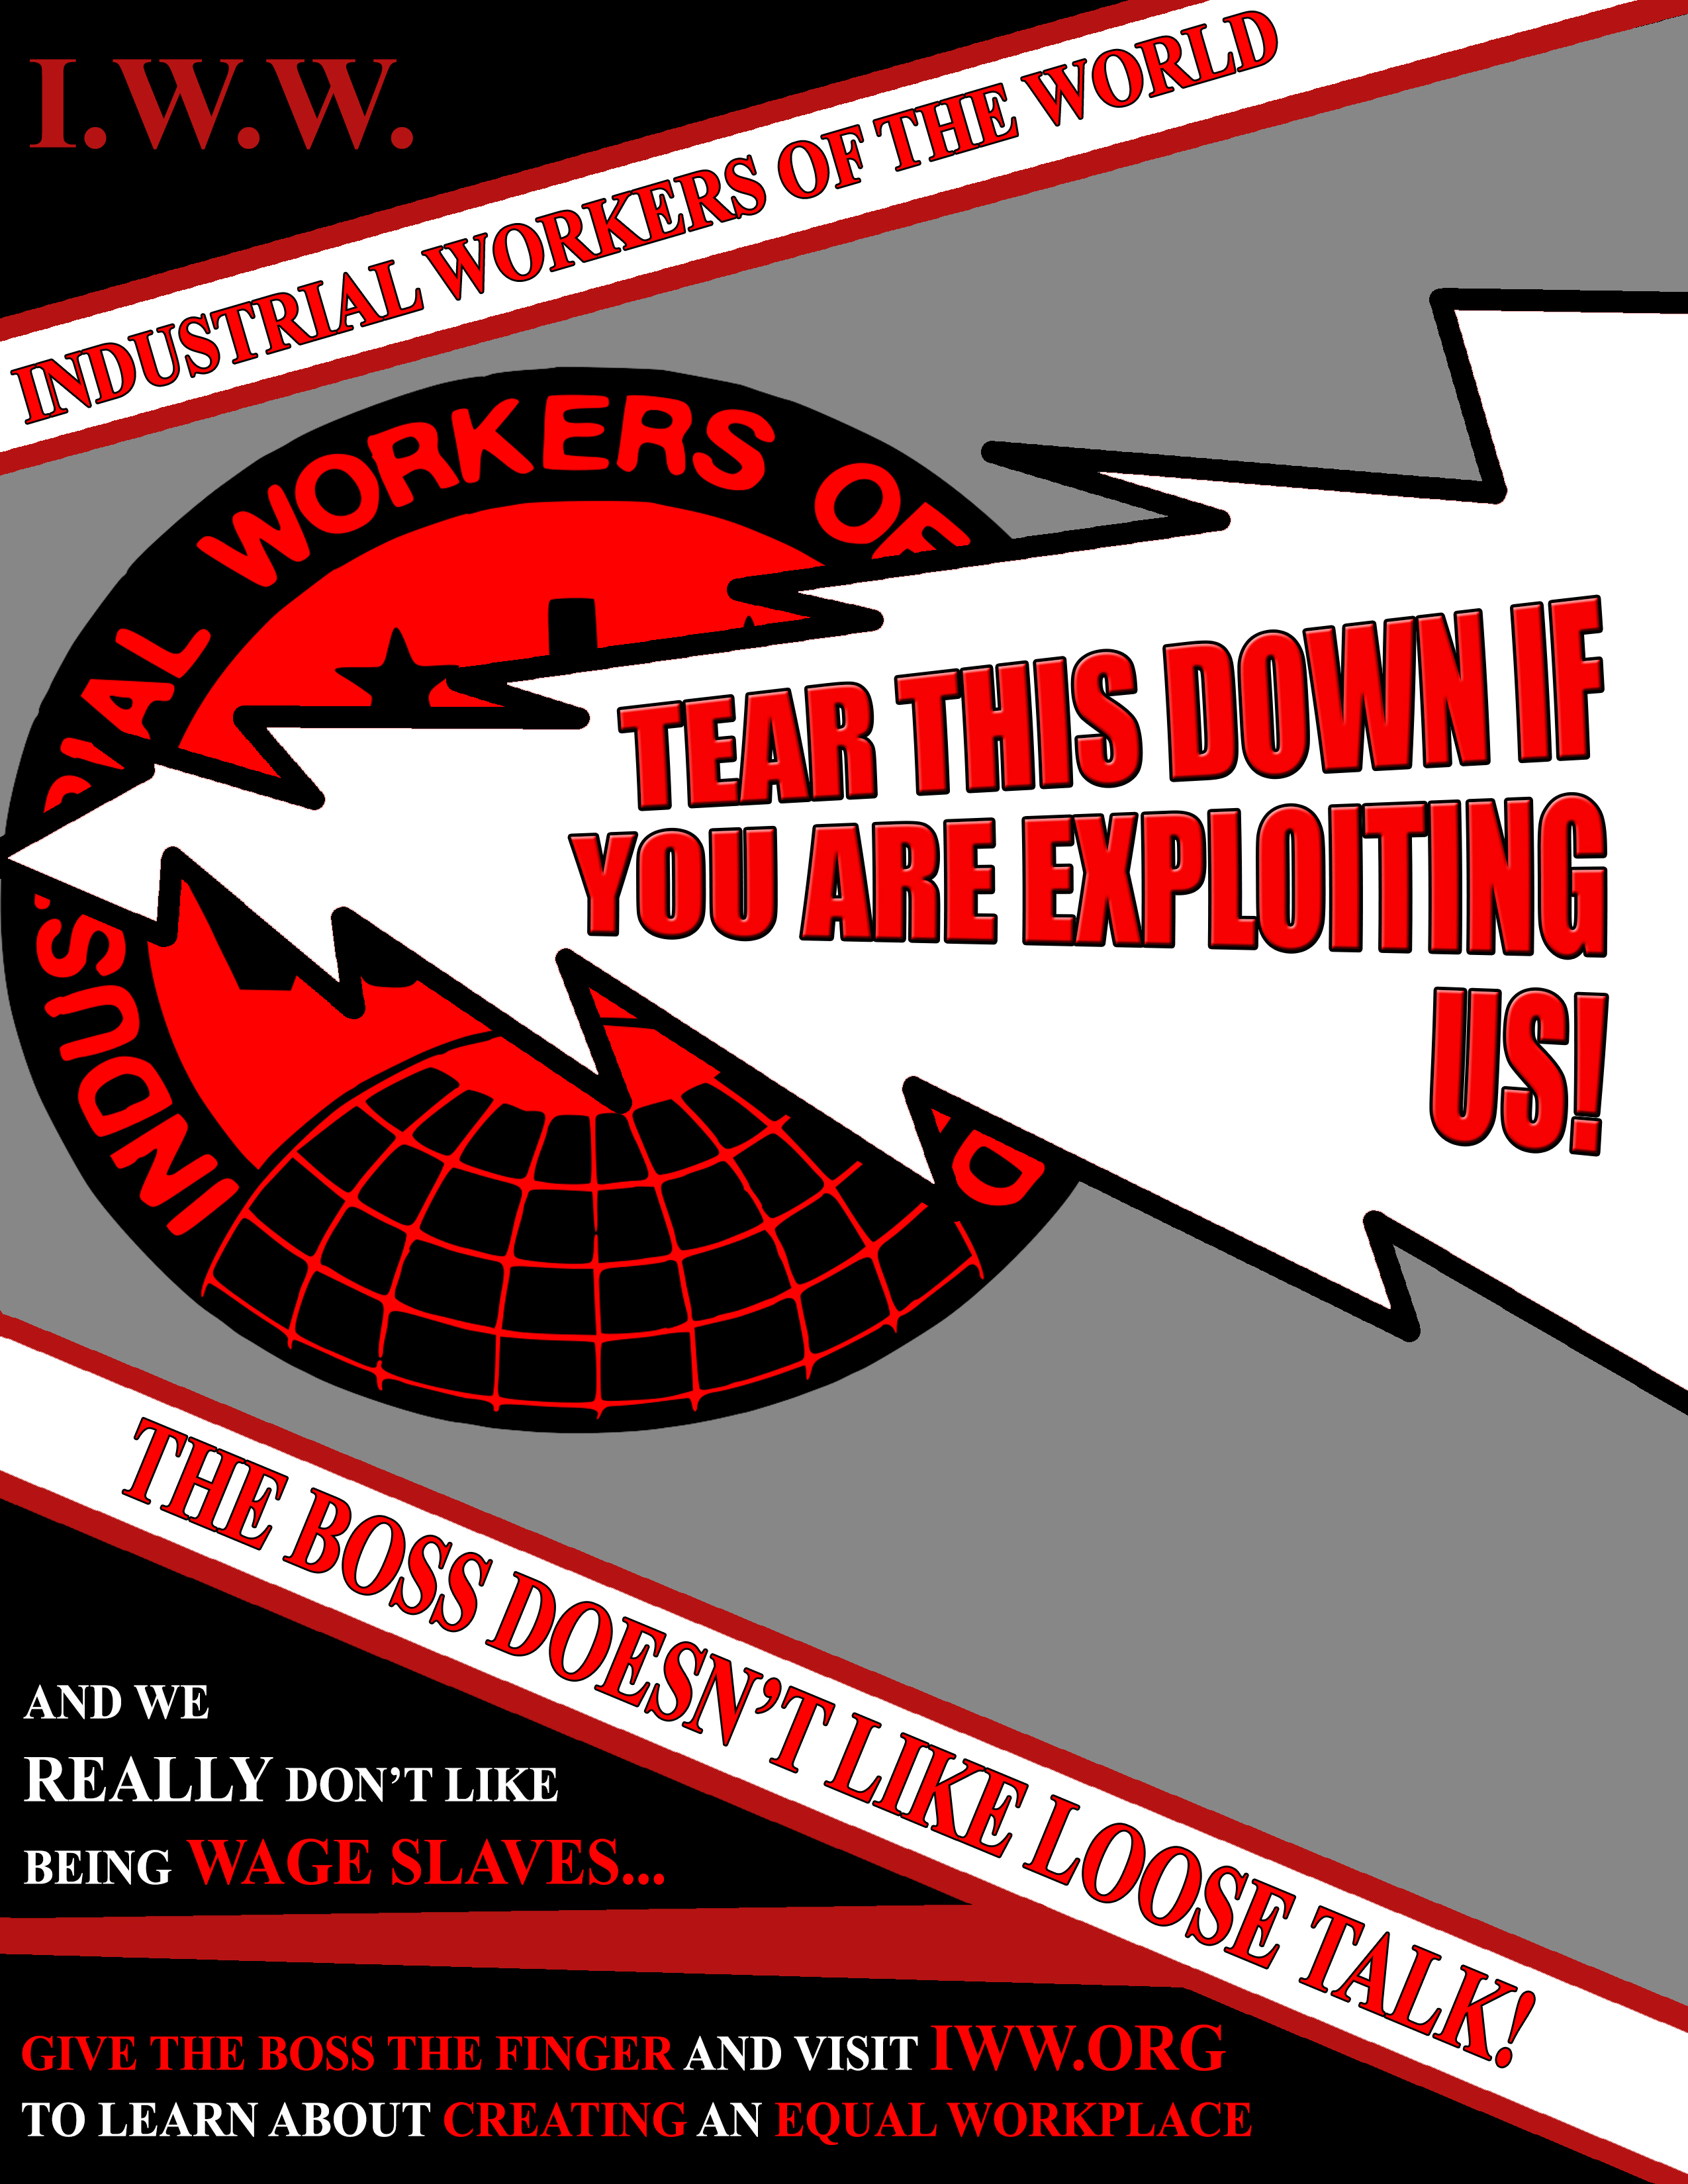 I.W.W.
INDUSTRIAL WORKERS OF THE WORLD
INDUS
IAL WORKERS OF
D
TEAR THIS DOWN IF
YOU ARE EXPLOITING
US!
THE BOSS DOESN'T LIKE LOOSE TALK!
AND WE
REALLY DON'T LIKE
BEING WAGE SLAVES...
GIVE THE BOSS THE FINGER AND VISIT IWW.ORG
TO LEARN ABOUT CREATING AN EQUAL WORKPLACE